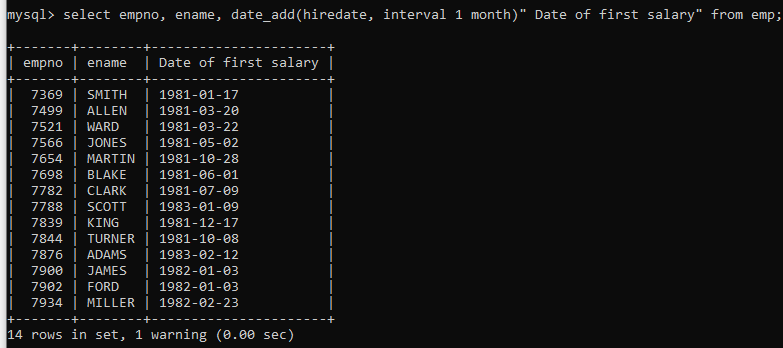 mysql> select empno, ename, date_add(hiredate, interval 1 month)" Date of first salary" from emp;
+-------+--------+----------------------+
| empno | ename  | Date of first salary |
+-------+--------+----------------------+
|  7369 | SMITH  | 1981-01-17           |
|  7499 | ALLEN  | 1981-03-20           |
|  7521 | WARD   | 1981-03-22           |
|  7566 | JONES  | 1981-05-02           |
|  7654 | MARTIN | 1981-10-28           |
|  7698 | BLAKE  | 1981-06-01           |
|  7782 | CLARK  | 1981-07-09           |
|  7788 | SCOTT  | 1983-01-09           |
|  7839 | KING   | 1981-12-17           |
|  7844 | TURNER | 1981-10-08           |
|  7876 | ADAMS  | 1983-02-12           |
|  7900 | JAMES  | 1982-01-03           |
|  7902 | FORD   | 1982-01-03           |
|  7934 | MILLER | 1982-02-23           |
+-------+--------+----------------------+
14 rows in set, 1 warning (0.00 sec)